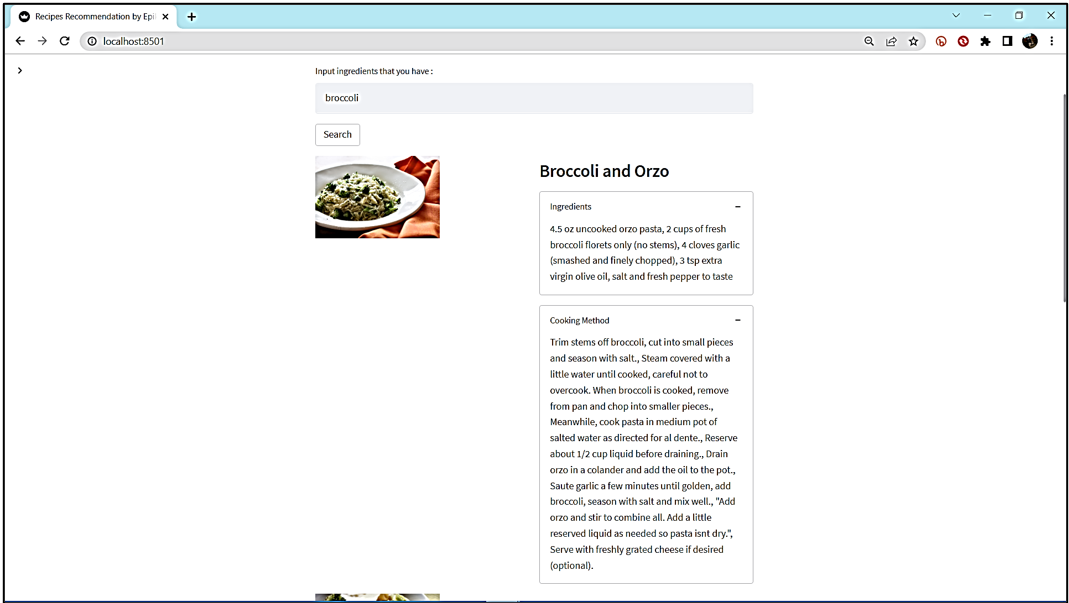 Recipes Recommendation by Epi
localhost:8501
Input ingredients that you have :
broccoli
Search
Broccoli and Orzo
Ingredients
4.5 oz uncooked orzo pasta, 2 cups of fresh
broccoli florets only (no stems), 4 cloves garlic
(smashed and finely chopped), 3 tsp extra
virgin olive oil, salt and fresh pepper to taste
Cooking Method
Trim stems off broccoli, cut into small pieces
and season with salt., Steam covered with a
little water until cooked, careful not to
overcook. When broccoli is cooked, remove
from pan and chop into smaller pieces.,
Meanwhile, cook pasta in medium pot of
salted water as directed for al dente., Reserve
about 1/2 cup liquid before draining., Drain
orzo in a colander and add the oil to the pot.,
Saute garlic a few minutes until golden, add
broccoli, season with salt and mix well., "Add
orzo and stir to combine all. Add a little
reserved liquid as needed so pasta isnt dry.",
Serve with freshly grated cheese if desired
(optional).